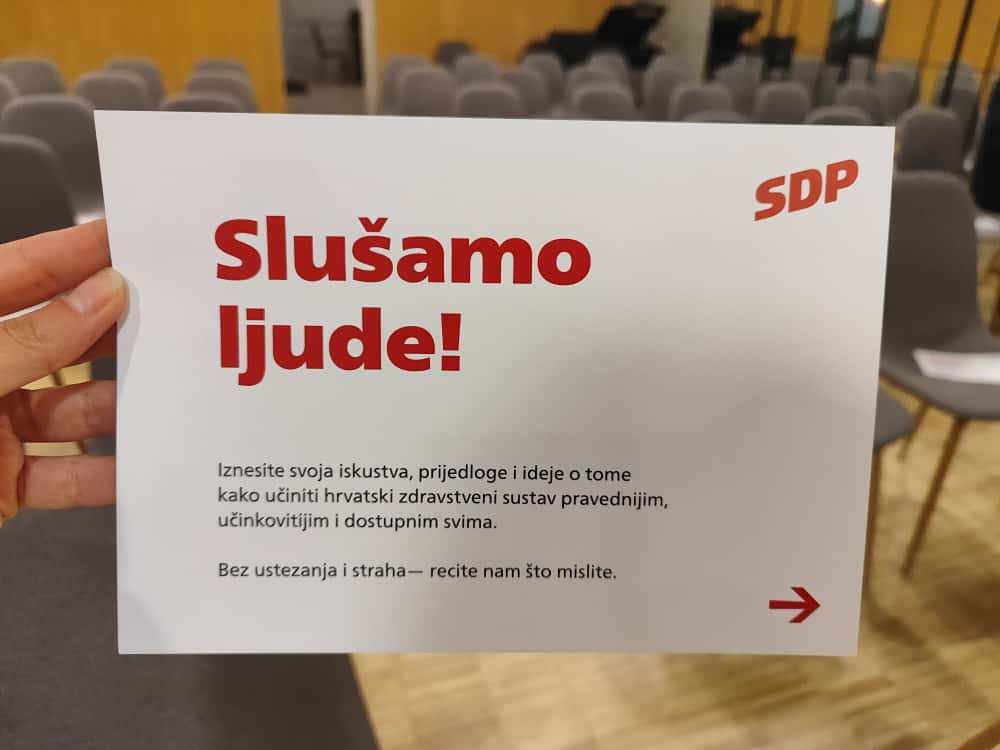 SDP
Slušamo
ljude!
Iznesite svoja iskustva, prijedloge i ideje o tome
kako učiniti hrvatski zdravstveni sustav pravednijim,
učinkovitijim i dostupnim svima.
Bez ustezanja i straha— recite nam što mislite.